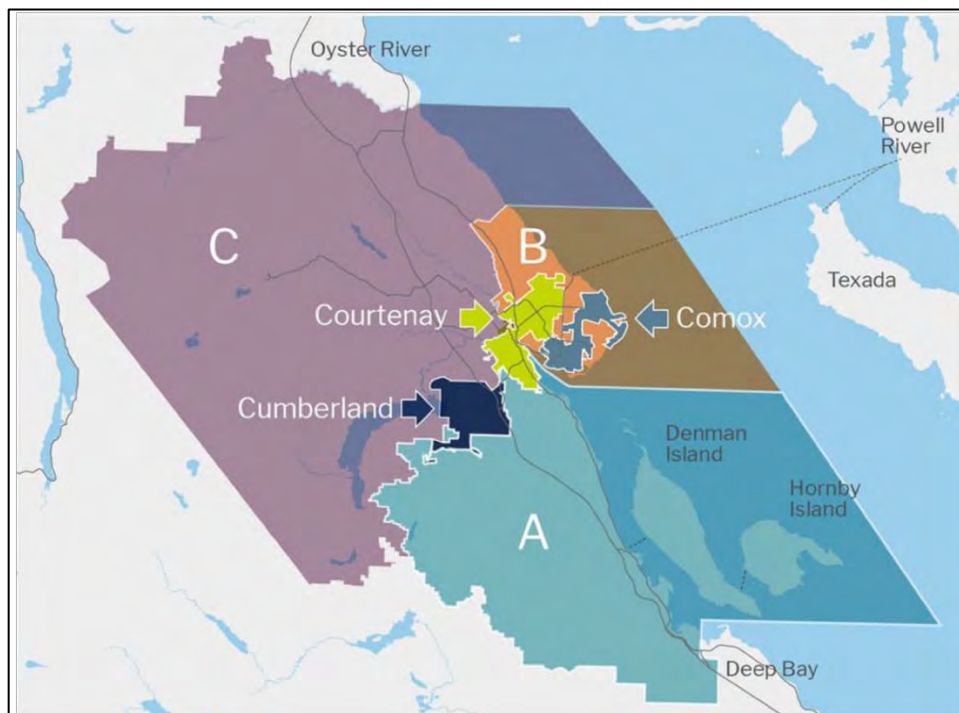 Oyster River
Powell
River
C
B
Texada
Courtenay
Comox
Cumberland
Denman
Island
Hornby
Island
A
Deep Bay